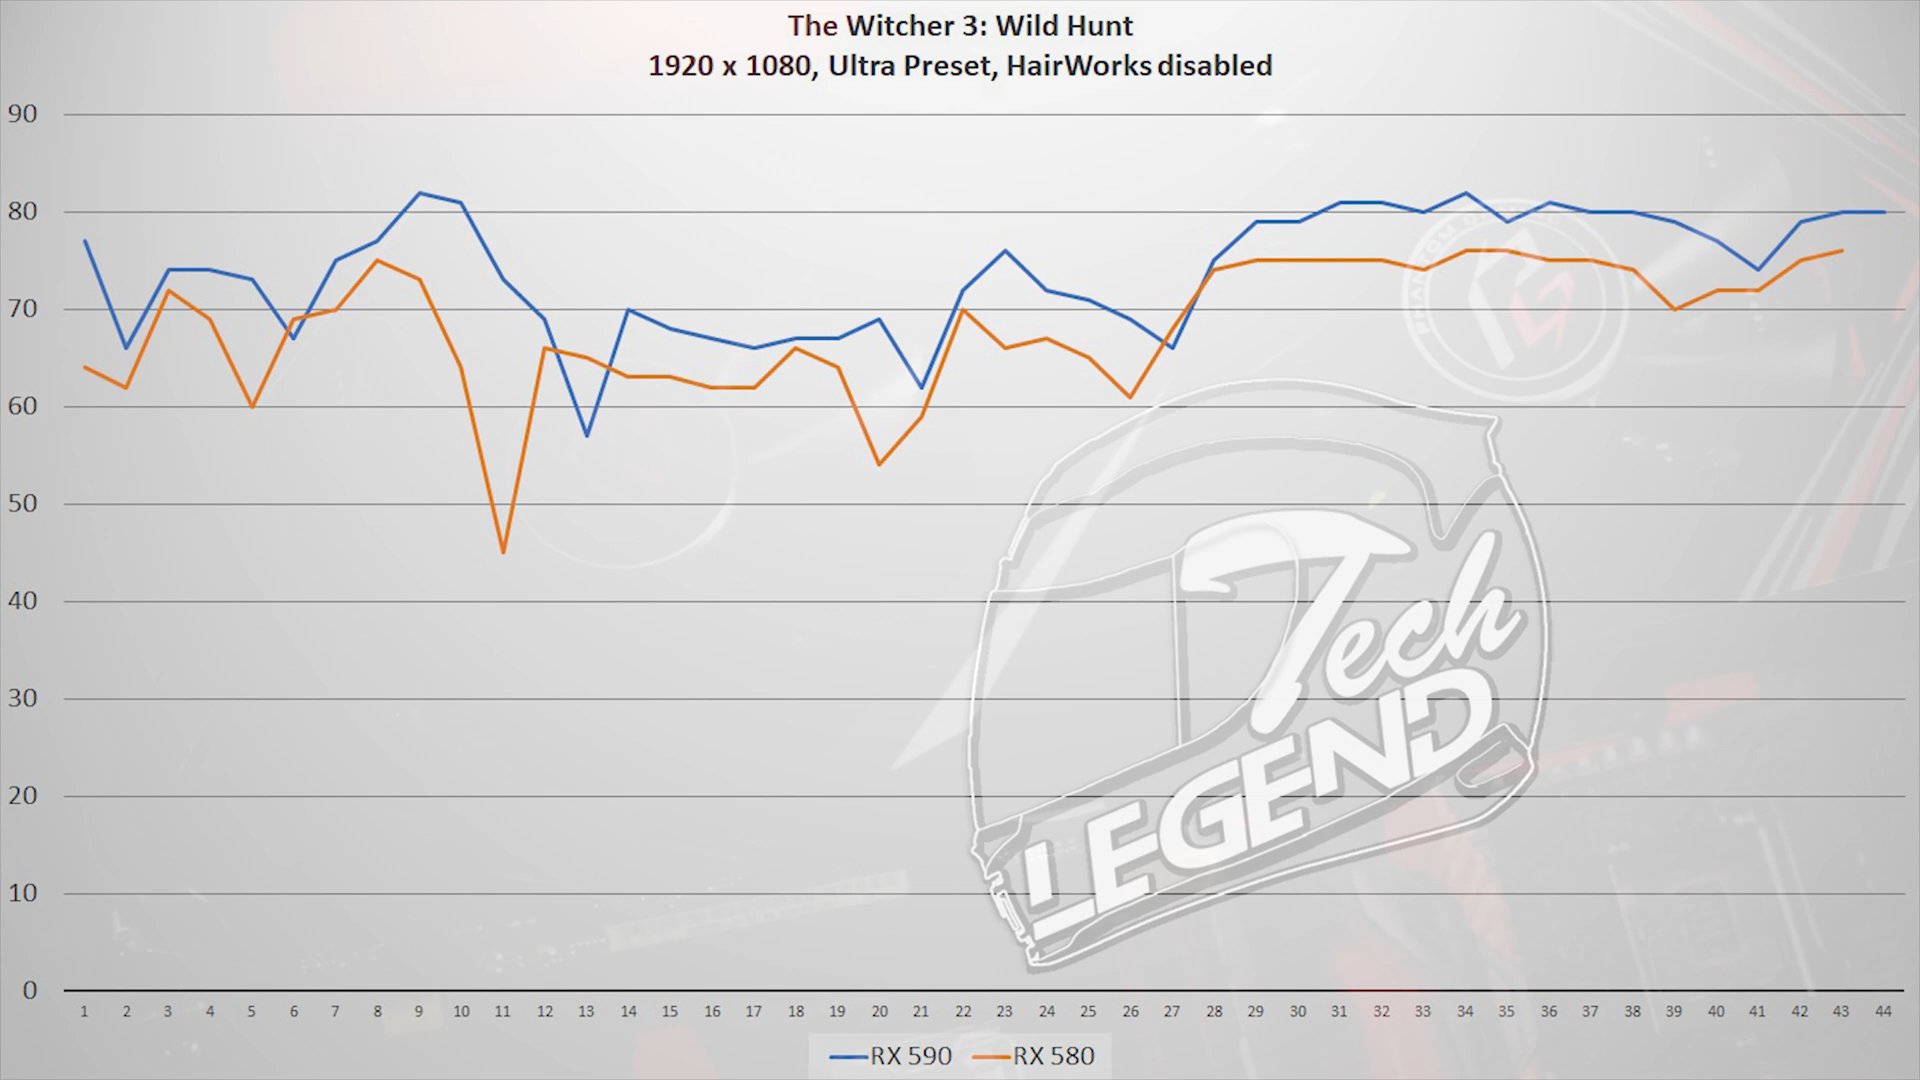 The Witcher 3: Wild Hunt
1920 x 1080, Ultra Preset, HairWorks disabled
90
80
70
60
50
40
30
20
10
0
1 2 3 4 5 6 7 8 9 10 11 12 13 14 15 16 17 18 19 20 21 22 23 24 25 26 27 28 29 30 31 32 33 34 35 36 37 38 39 40 41 42 43 44
RX 590 RX 580
PHANTOM GAMING
Tech
LEGEND